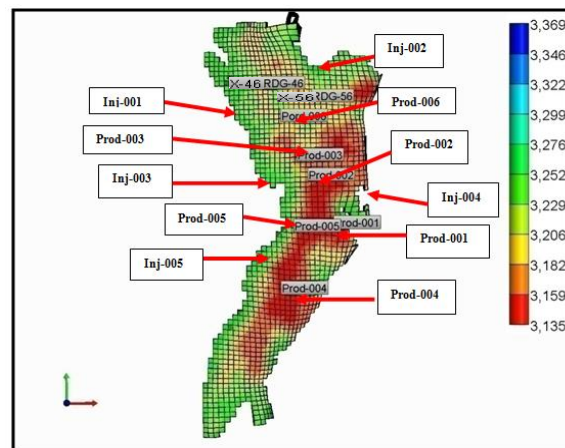 3,369
Inj-002
3,346
X-46 RDG-46
3,322
X-56 RDG-56
Inj-001
Prod-006
3,299
Prod-003
Prod-003
Prod-002
3,276
Prod-002
Inj-003
Inj-004
3,252
Prod-005
Prod-001
3,229
Prod-005
Prod-001
3,206
Inj-005
3,182
Prod-004
Prod-004
3,159
3,135